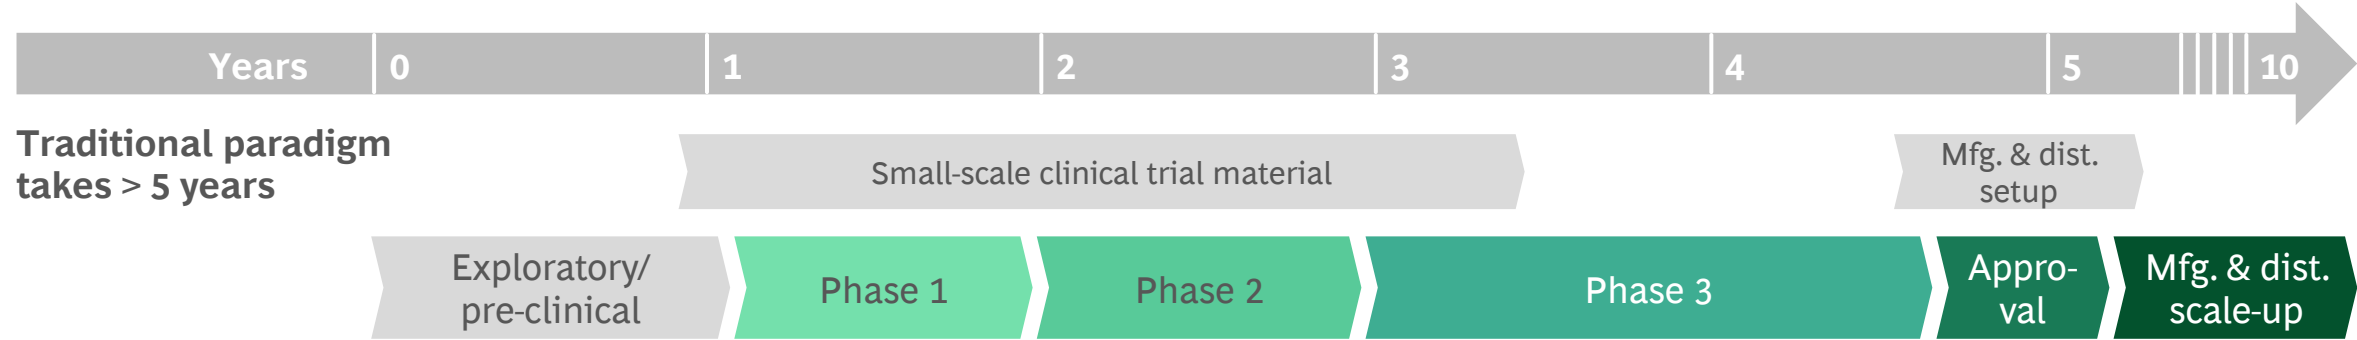 Years 0 1 2 3 4 5 10
Traditional paradigm
takes > 5 years
Small-scale clinical trial material
Mfg. & dist.
setup
Exploratory/
pre-clinical
Phase 1
Phase 2
Phase 3
Appro-
val
Mfg. & dist.
scale-up